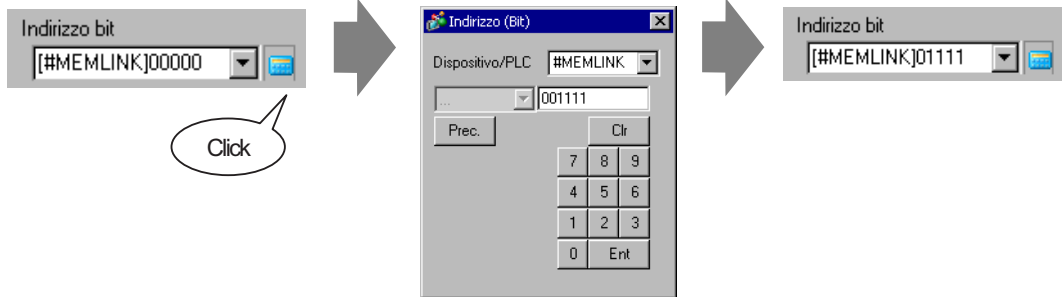 Indirizzo bit
[#MEMLINK]00000
Click
Indirizzo (Bit)
Dispositivo/PLC #MEMLINK
... 001111
Prec. Clr
7 8 9
4 5 6
1 2 3
0 Ent
Indirizzo bit
[#MEMLINK]01111